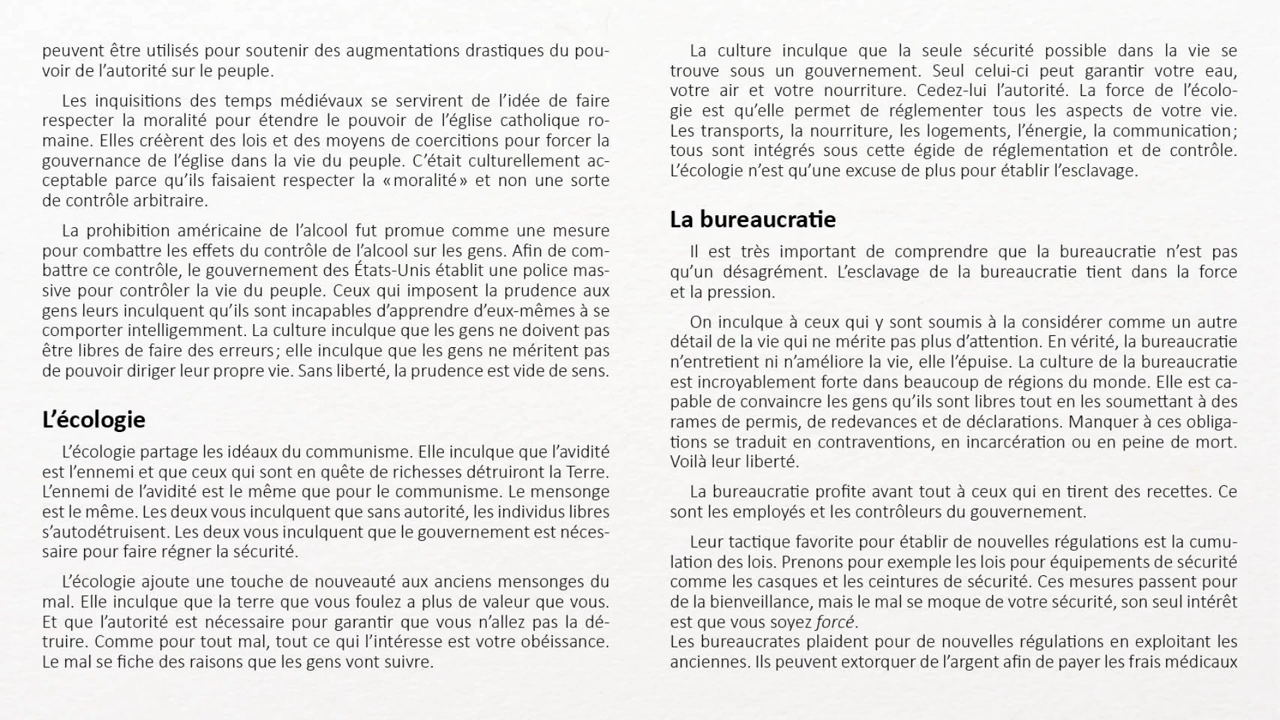 peuvent être utilisés pour soutenir des augmentations drastiques du pou-
voir de l’autorité sur le peuple.
Les inquisitions des temps médiévaux se servirent de l’idée de faire
respecter la moralité pour étendre le pouvoir de l’église catholique ro-
maine. Elles créèrent des lois et des moyens de coercitions pour forcer la
gouvernance de l’église dans la vie du peuple. C’était culturellement ac-
ceptable parce qu’ils faisaient respecter la « moralité » et non une sorte
de contrôle arbitraire.
La prohibition américaine de l’alcool fut promue comme une mesure
pour combattre les effets du contrôle de l’alcool sur les gens. Afin de com-
battre ce contrôle, le gouvernement des États-Unis établit une police mas-
sive pour contrôler la vie du peuple. Ceux qui imposent la prudence aux
gens leurs inculquent qu’ils sont incapables d’apprendre d’eux-mêmes à se
comporter intelligemment. La culture inculque que les gens ne doivent pas
être libres de faire des erreurs ; elle inculque que les gens ne méritent pas
de pouvoir diriger leur propre vie. Sans liberté, la prudence est vide de sens.
L’écologie
L’écologie partage les idéaux du communisme. Elle inculque que l’avidité
est l’ennemi et que ceux qui sont en quête de richesses détruiront la Terre.
L’ennemi de l’avidité est le même que pour le communisme. Le mensonge
est le même. Les deux vous inculquent que sans autorité, les individus libres
s’autodétruisent. Les deux vous inculquent que le gouvernement est néces-
saire pour faire régner la sécurité.
L’écologie ajoute une touche de nouveauté aux anciens mensonges du
mal. Elle inculque que la terre que vous foulez a plus de valeur que vous.
Et que l’autorité est nécessaire pour garantir que vous n’allez pas la dé-
truire. Comme pour tout mal, tout ce qui l’intéresse est votre obéissance.
Le mal se fiche des raisons que les gens vont suivre.
La culture inculque que la seule sécurité possible dans la vie se
trouve sous un gouvernement. Seul celui-ci peut garantir votre eau,
votre air et votre nourriture. Cedez-lui l’autorité. La force de l’écolo-
gie est qu’elle permet de réglementer tous les aspects de votre vie.
Les transports, la nourriture, les logements, l’énergie, la communication ;
tous sont intégrés sous cette égide de réglementation et de contrôle.
L’écologie n’est qu’une excuse de plus pour établir l’esclavage.
La bureaucratie
Il est très important de comprendre que la bureaucratie n’est pas
qu’un désagrément. L’esclavage de la bureaucratie tient dans la force
et la pression.
On inculque à ceux qui y sont soumis à la considérer comme un autre
détail de la vie qui ne mérite pas plus d’attention. En vérité, la bureaucratie
n’entretient ni n’améliore la vie, elle l’épuise. La culture de la bureaucratie
est incroyablement forte dans beaucoup de régions du monde. Elle est ca-
pable de convaincre les gens qu’ils sont libres tout en les soumettant à des
rames de permis, de redevances et de déclarations. Manquer à ces obliga-
tions se traduit en contraventions, en incarcération ou en peine de mort.
Voilà leur liberté.
La bureaucratie profite avant tout à ceux qui en tirent des recettes. Ce
sont les employés et les contrôleurs du gouvernement.
Leur tactique favorite pour établir de nouvelles régulations est la cumu-
lation des lois. Prenons pour exemple les lois pour équipements de sécurité
comme les casques et les ceintures de sécurité. Ces mesures passent pour
de la bienveillance, mais le mal se moque de votre sécurité, son seul intérêt
est que vous soyez forcé.
Les bureaucrates plaident pour de nouvelles régulations en exploitant les
anciennes. Ils peuvent extorquer de l’argent afin de payer les frais médicaux